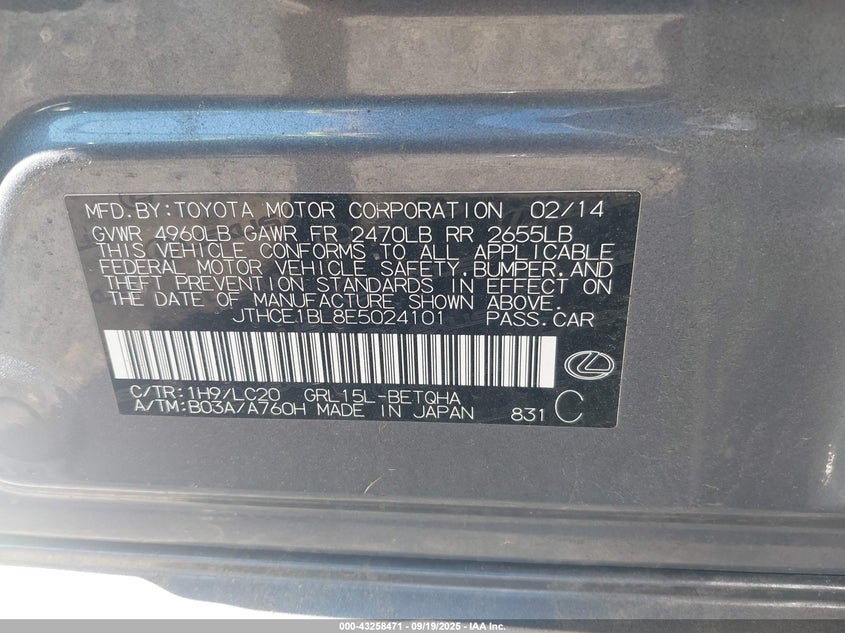 MFD.BY:TOYOTA MOTOR CORPORATION 02/14
GVWR 4960LB GAWR FR 2470LB RR 2655LB
THIS VEHICLE CONFORMS TO ALL APPLICABLE
FEDERAL MOTOR VEHICLE SAFETY,BUMPER,AND
THEFT PREVENTION STANDARDS IN EFFECT ON
THE DATE OF MANUFACTURE SHOWN ABOVE.
JTHCE1BL8E5024101 PASS.CAR
C/TR:1H9/LC20 GRL15L-BETQHA
A/TM:B03A/A760H MADE IN JAPAN 831 C
000-43258471 - 09/19/2025 - IAA Inc.